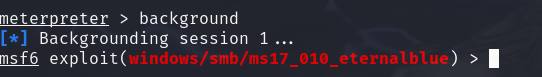 meterpreter > background
[*] Backgrounding session 1...
msf6 exploit(windows/smb/ms17_010_eternalblue) >